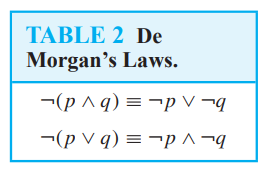 TABLE 2 De
Morgan’s Laws.
¬(p ∧ q) ≡ ¬p ∨ ¬q
¬(p ∨ q) ≡ ¬p ∧ ¬q